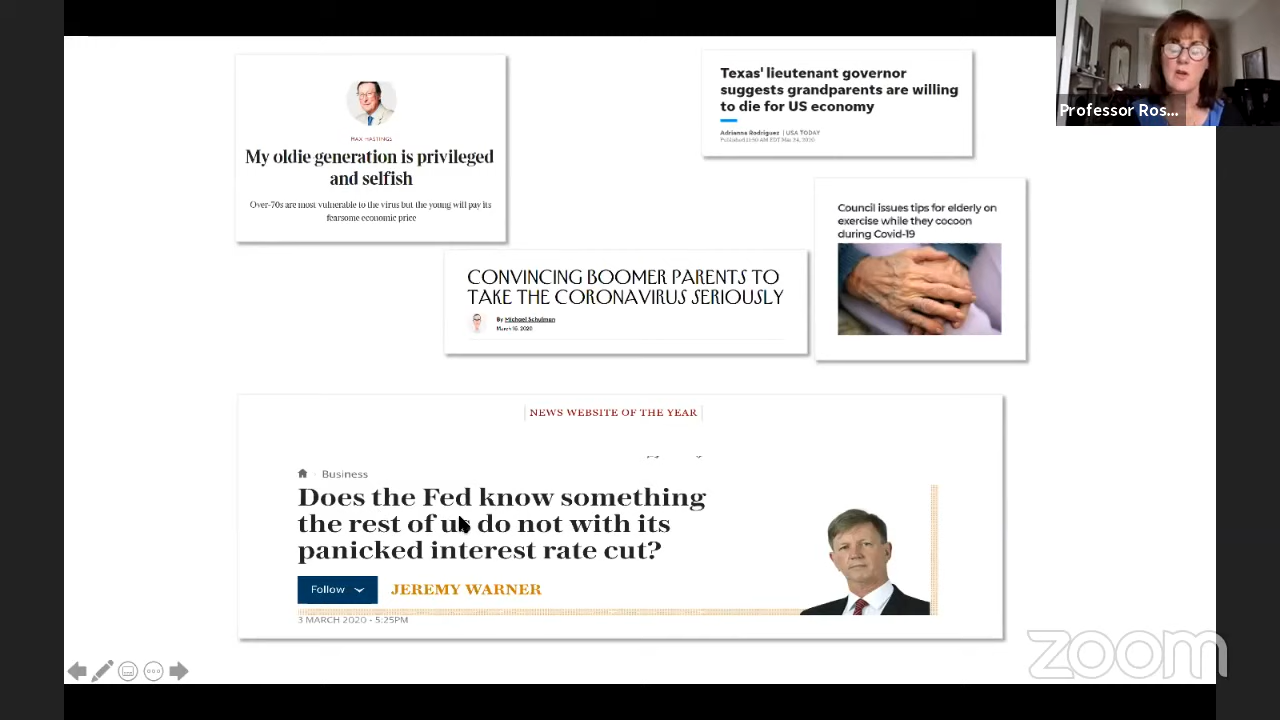 MAX HASTINGS
My oldie generation is privileged
and selfish
Over-70s are most vulnerable to the virus but the young will pay its
fearsome economic price
Texas' lieutenant governor
suggests grandparents are willing
to die for US economy
Adrianna Rodriguez | USA TODAY
Professor Ros...
Council issues tips for elderly on
exercise while they cocoon
during Covid-19
CONVINCING BOOMER PARENTS TO
TAKE THE CORONAVIRUS SERIOUSLY
By Michael Schulman
March 16, 2020
NEWS WEBSITE OF THE YEAR
Business
Does the Fed know something
the rest of us do not with its
panicked interest rate cut?
Follow
JEREMY WARNER
3 MARCH 2020 • 5:25PM
zoom